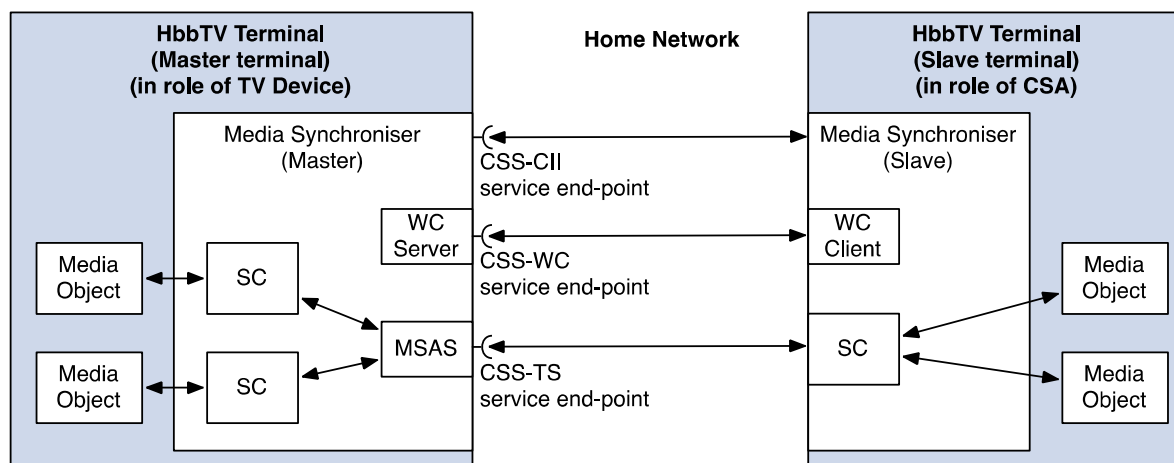 HbbTV Terminal
(Master terminal)
(in role of TV Device)
Home Network
HbbTV Terminal
(Slave terminal)
(in role of CSA)
Media Synchroniser
(Master)
CSS-CII
service end-point
Media Synchroniser
(Slave)
WC
Server
CSS-WC
service end-point
WC
Client
Media
Object
SC
Media
Object
MSAS
CSS-TS
service end-point
SC
Media
Object
SC
Media
Object